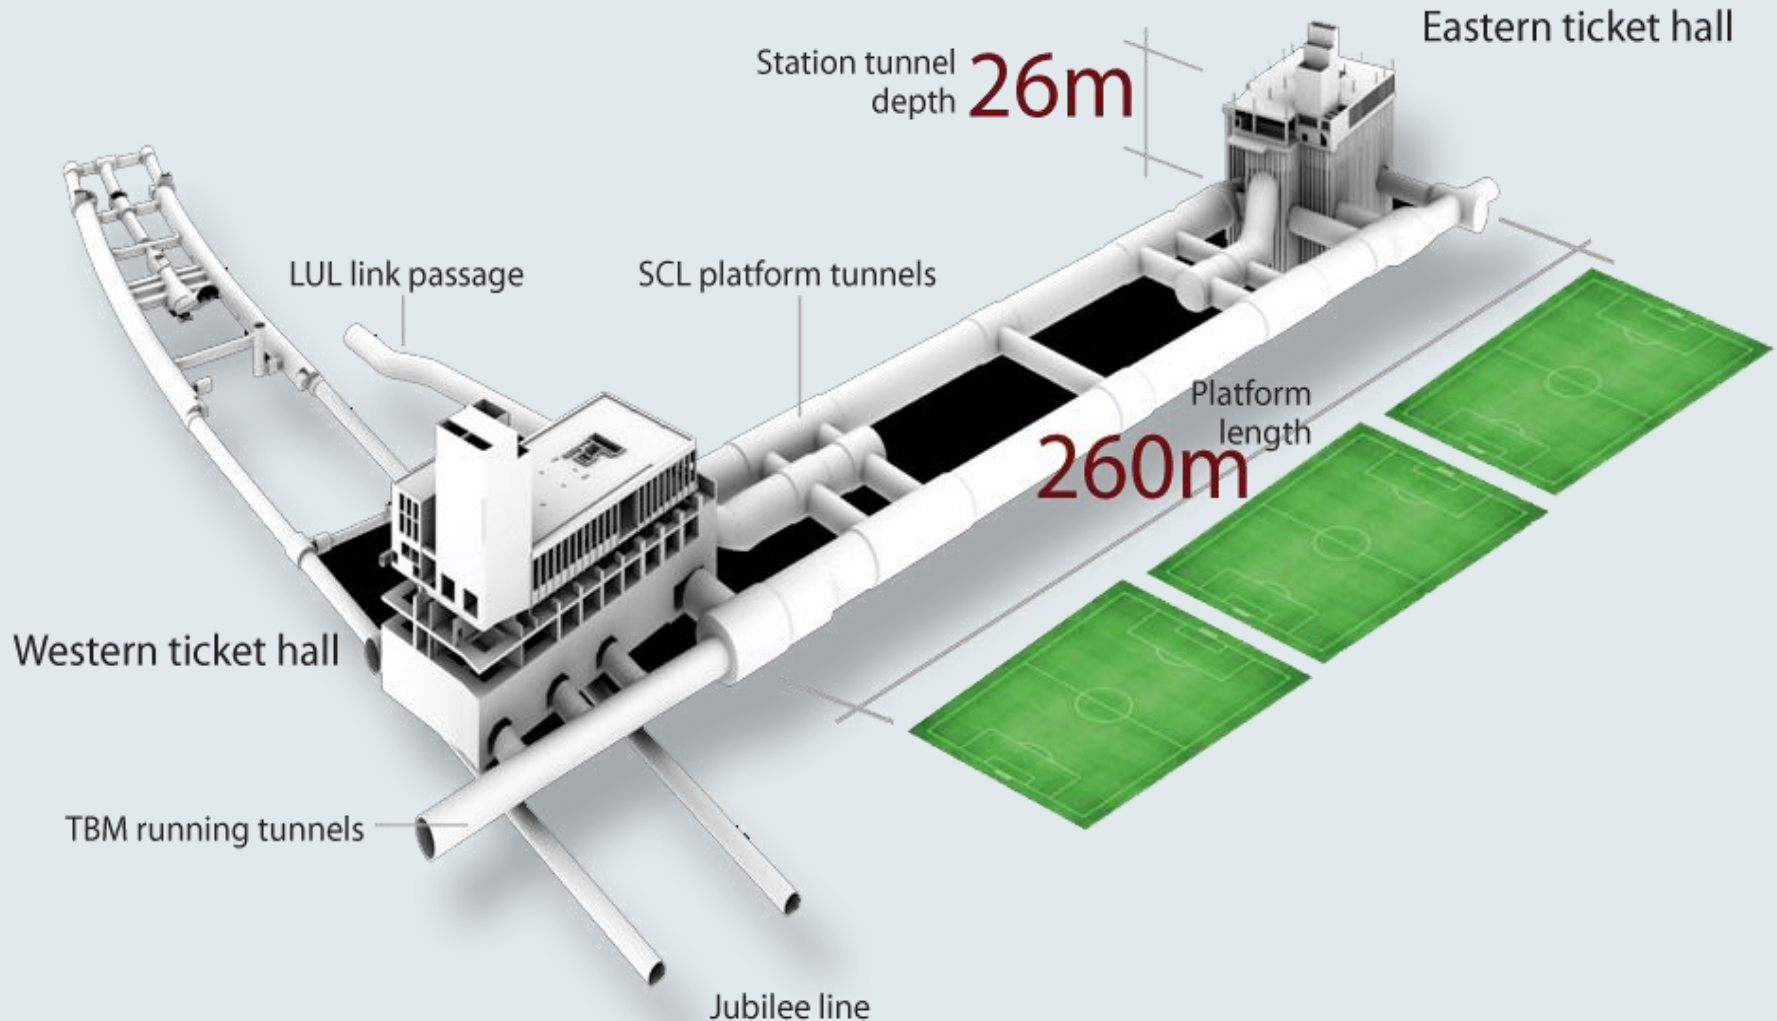 Eastern ticket hall
Station tunnel
depth
26m
LUL link passage
SCL platform tunnels
Platform
length
260m
Western ticket hall
TBM running tunnels
Jubilee line